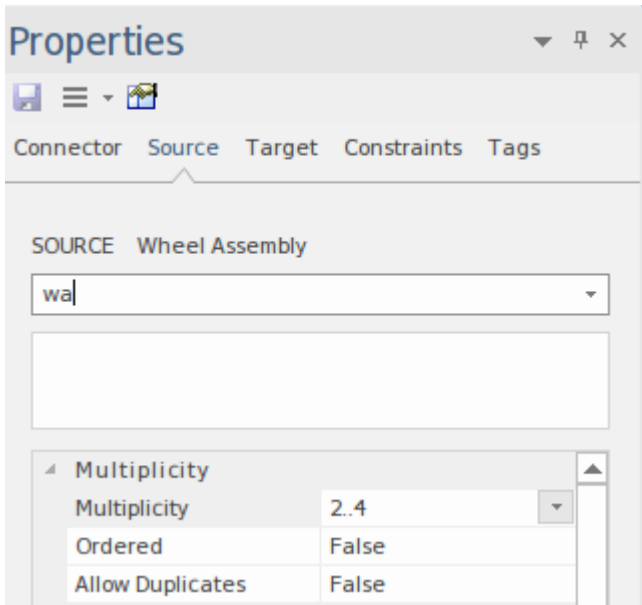 Properties
Connector Source Target Constraints Tags
SOURCE Wheel Assembly
wa
Multiplicity
Multiplicity 2..4
Ordered False
Allow Duplicates False